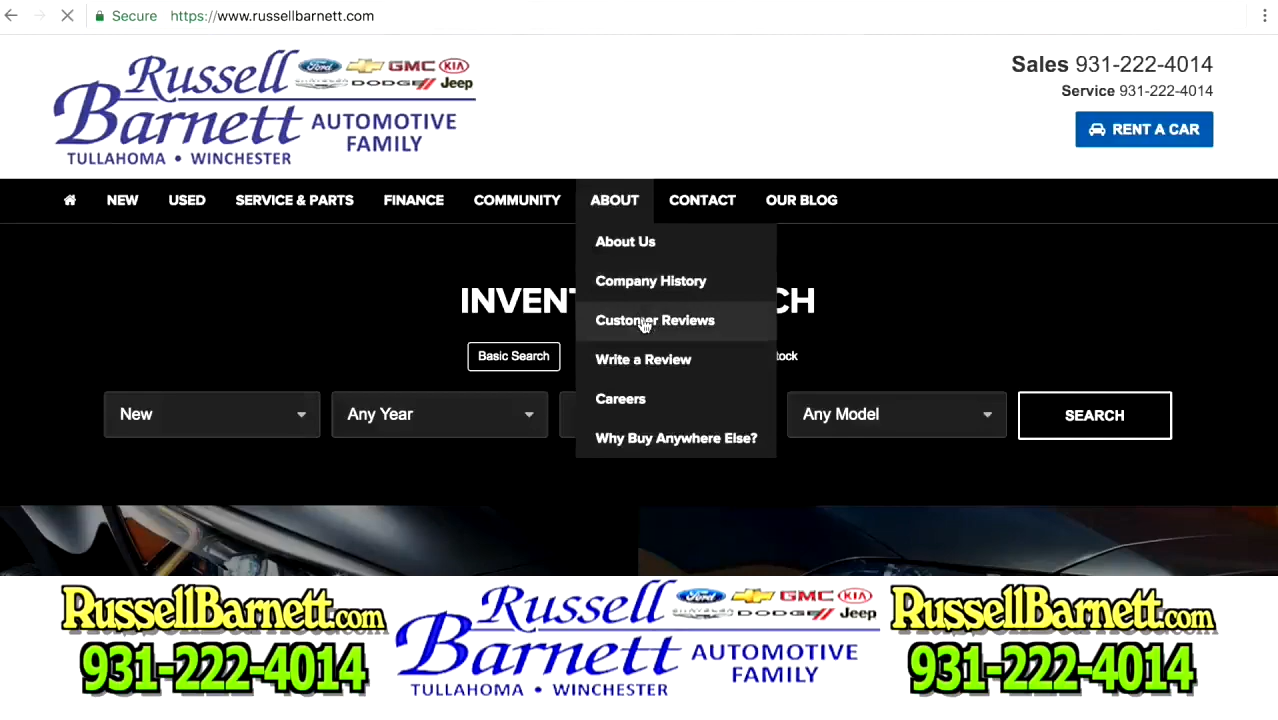 Secure https://www.russellbarnett.com
Russell
Barnett
Ford GMC KIA
DODGE Jeep
AUTOMOTIVE
FAMILY
TULLAHOMA • WINCHESTER
Sales 931-222-4014
Service 931-222-4014
RENT A CAR
NEW USED SERVICE & PARTS FINANCE COMMUNITY ABOUT CONTACT OUR BLOG
About Us
Company History
Customer Reviews
Write a Review
Careers
Why Buy Anywhere Else?
INVENT CH
Basic Search tock
New Any Year Any Model SEARCH
RussellBarnett.com
931-222-4014
Russell
Barnett
Ford GMC KIA
DODGE Jeep
AUTOMOTIVE
FAMILY
TULLAHOMA • WINCHESTER
RussellBarnett.com
931-222-4014